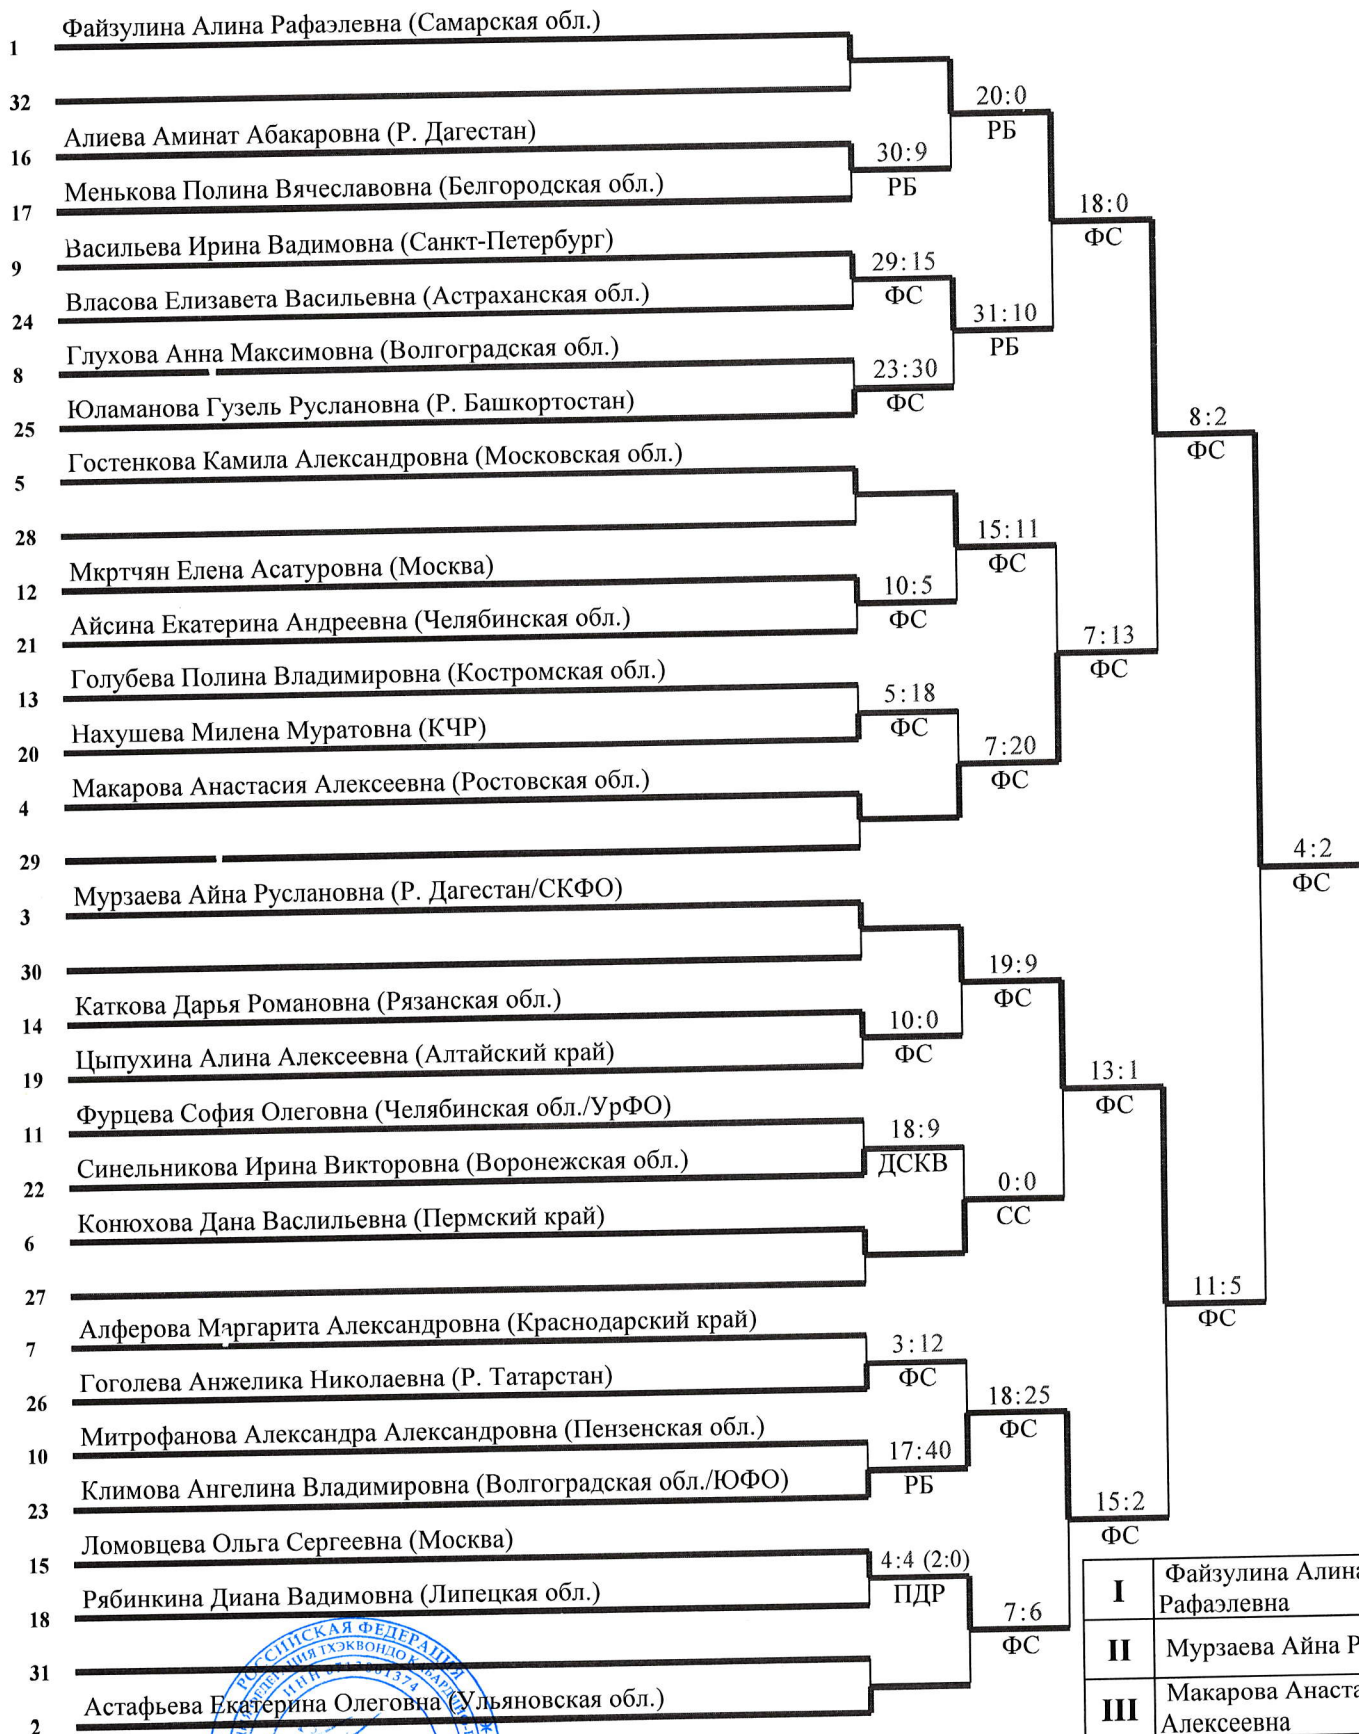 Файзулина Алина Рафаэлевна (Самарская обл.)
1
32
20:0
РБ
Алиева Аминат Абакаровна (Р. Дагестан)
16
30:9
РБ
Менькова Полина Вячеславовна (Белгородская обл.)
17
18:0
ФС
Васильева Ирина Вадимовна (Санкт-Петербург)
9
29:15
ФС
Власова Елизавета Васильевна (Астраханская обл.)
24
31:10
РБ
Глухова Анна Максимовна (Волгоградская обл.)
8
23:30
ФС
Юламанова Гузель Руслановна (Р. Башкортостан)
25
8:2
ФС
Гостенкова Камила Александровна (Московская обл.)
5
28
15:11
ФС
Мкртчян Елена Асатуровна (Москва)
12
10:5
ФС
Айсина Екатерина Андреевна (Челябинская обл.)
21
7:13
ФС
Голубева Полина Владимировна (Костромская обл.)
13
5:18
ФС
Нахушева Милена Муратовна (КЧР)
20
7:20
ФС
Макарова Анастасия Алексеевна (Ростовская обл.)
4
29
4:2
ФС
Мурзаева Айна Руслановна (Р. Дагестан/СКФО)
3
30
19:9
ФС
Каткова Дарья Романовна (Рязанская обл.)
14
10:0
ФС
Цыпухина Алина Алексеевна (Алтайский край)
19
13:1
ФС
Фурцева София Олеговна (Челябинская обл./УрФО)
11
18:9
ДСКВ
Синельникова Ирина Викторовна (Воронежская обл.)
22
0:0
СС
Конюхова Дана Васлильевна (Пермский край)
6
27
11:5
ФС
Алферова Маргарита Александровна (Краснодарский край)
7
3:12
ФС
Гоголева Анжелика Николаевна (Р. Татарстан)
26
18:25
ФС
Митрофанова Александра Александровна (Пензенская обл.)
10
17:40
РБ
Климова Ангелина Владимировна (Волгоградская обл./ЮФО)
23
15:2
ФС
Ломовцева Ольга Сергеевна (Москва)
15
4:4 (2:0)
ПДР
Рябинкина Диана Вадимовна (Липецкая обл.)
18
7:6
ФС
31
Астафьева Екатерина Олеговна (Ульяновская обл.)
2
I Файзулина Алина
Рафаэлевна
II Мурзаева Айна Р
III Макарова Анаста
Алексеевна
РОССИЙСКАЯ ФЕДЕРАЦИЯ
ФЕДЕРАЦИЯ ТХЭКВОНДО
ИНН